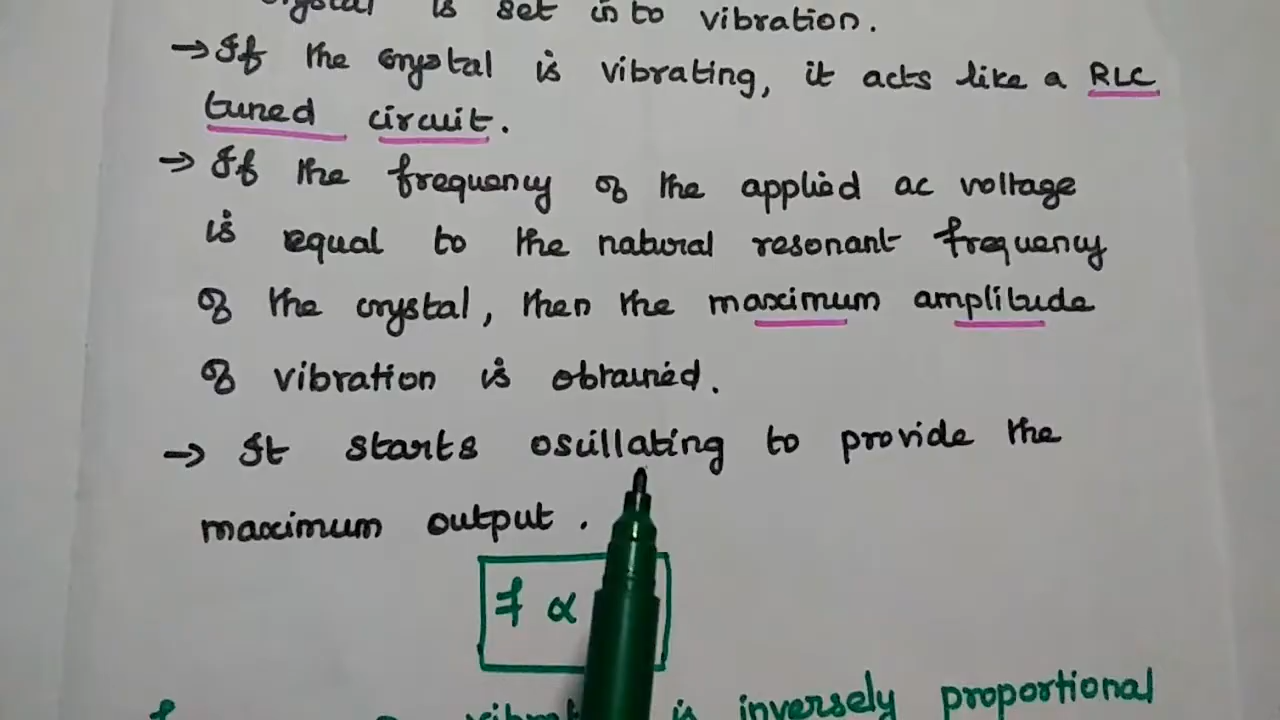 crystal is set into vibration.
→ If the crystal is vibrating, it acts like a RLC
tuned circuit.
→ If the frequency of the applied ac voltage
is equal to the natural resonant frequency
of the crystal, then the maximum amplitude
of vibration is obtained.
→ It starts oscillating to provide the
maximum output.
f ∝
is inversely proportional